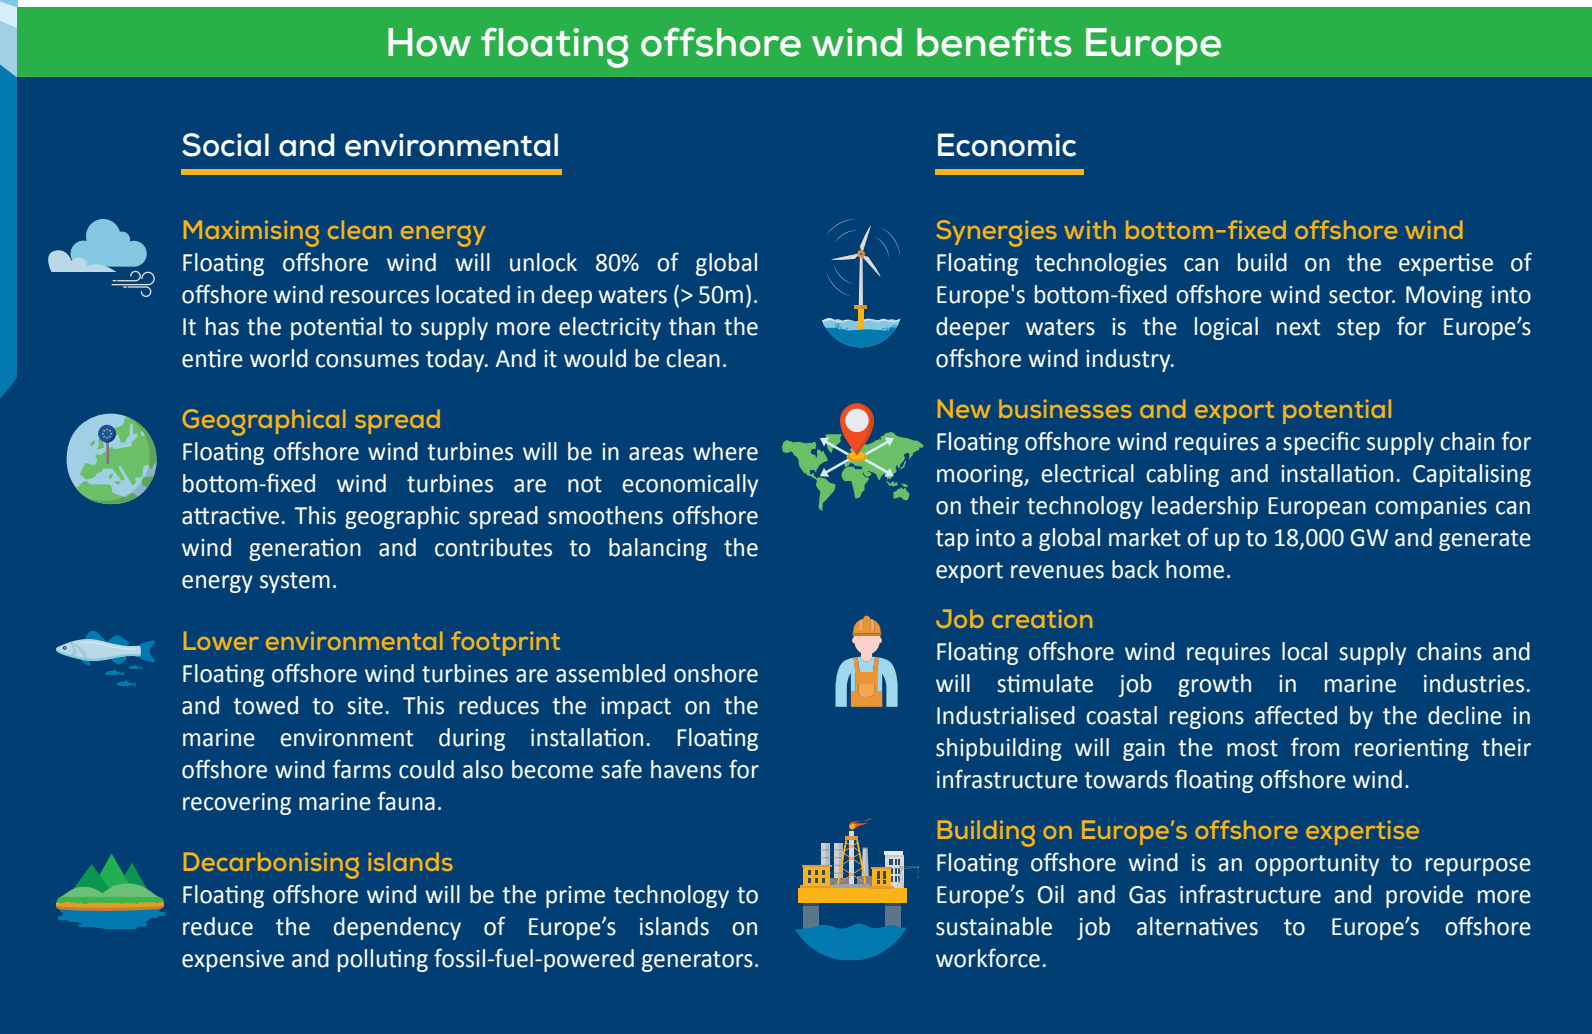 How floating offshore wind benefits Europe
Social and environmental
Maximising clean energy
Floating offshore wind will unlock 80% of global
offshore wind resources located in deep waters (> 50m).
It has the potential to supply more electricity than the
entire world consumes today. And it would be clean.
Geographical spread
Floating offshore wind turbines will be in areas where
bottom-fixed wind turbines are not economically
attractive. This geographic spread smoothens offshore
wind generation and contributes to balancing the
energy system.
Lower environmental footprint
Floating offshore wind turbines are assembled onshore
and towed to site. This reduces the impact on the
marine environment during installation. Floating
offshore wind farms could also become safe havens for
recovering marine fauna.
Decarbonising islands
Floating offshore wind will be the prime technology to
reduce the dependency of Europe’s islands on
expensive and polluting fossil-fuel-powered generators.
Economic
Synergies with bottom-fixed offshore wind
Floating technologies can build on the expertise of
Europe's bottom-fixed offshore wind sector. Moving into
deeper waters is the logical next step for Europe’s
offshore wind industry.
New businesses and export potential
Floating offshore wind requires a specific supply chain for
mooring, electrical cabling and installation. Capitalising
on their technology leadership European companies can
tap into a global market of up to 18,000 GW and generate
export revenues back home.
Job creation
Floating offshore wind requires local supply chains and
will stimulate job growth in marine industries.
Industrialised coastal regions affected by the decline in
shipbuilding will gain the most from reorienting their
infrastructure towards floating offshore wind.
Building on Europe’s offshore expertise
Floating offshore wind is an opportunity to repurpose
Europe’s Oil and Gas infrastructure and provide more
sustainable job alternatives to Europe’s offshore
workforce.